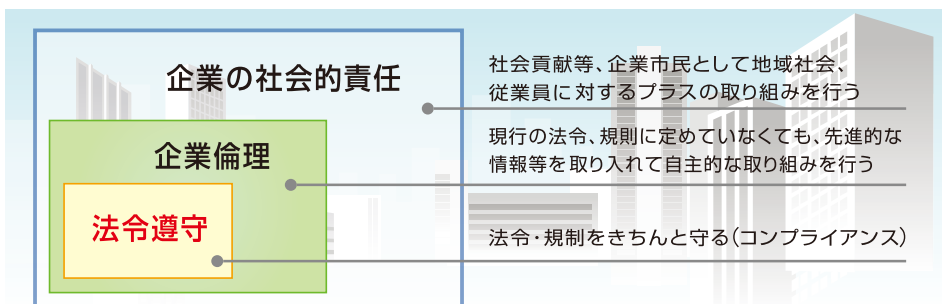 企業の社会的責任
社会貢献等、企業市民として地域社会、
従業員に対するプラスの取り組みを行う
企業倫理
現行の法令、規則に定めていなくても、先進的な
情報等を取り入れて自主的な取り組みを行う
法令遵守
法令・規制をきちんと守る（コンプライアンス）